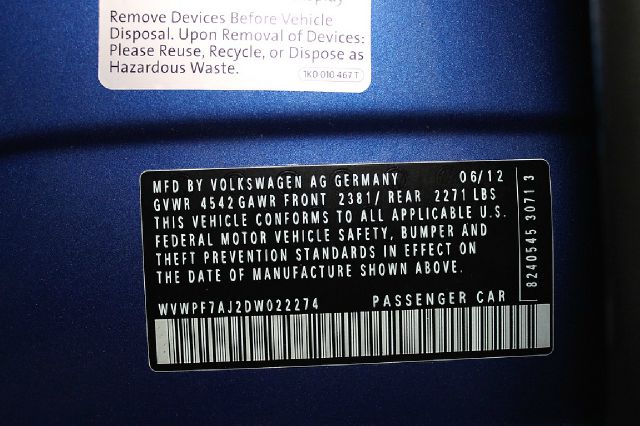 Remove Devices Before Vehicle
Disposal. Upon Removal of Devices:
Please Reuse, Recycle, or Dispose as
Hazardous Waste.
1K0 010 467 T
MFD BY VOLKSWAGEN AG GERMANY 06/12
GVWR 4542 GAWR FRONT 2381/ REAR 2271 LBS
THIS VEHICLE CONFORMS TO ALL APPLICABLE U.S.
FEDERAL MOTOR VEHICLE SAFETY, BUMPER AND
THEFT PREVENTION STANDARDS IN EFFECT ON
THE DATE OF MANUFACTURE SHOWN ABOVE.
WVWPF7AJ2DW022274 PASSENGER CAR
8240545 3071 3